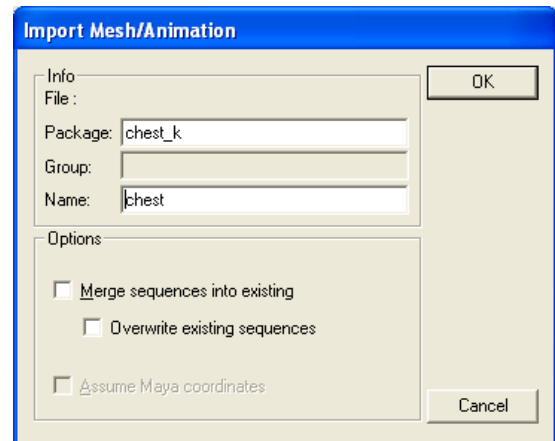 Import Mesh/Animation
Info
OK
File :
Package: chest_k
Group:
Name: chest
Options
Merge sequences into existing
Overwrite existing sequences
Assume Maya coordinates
Cancel